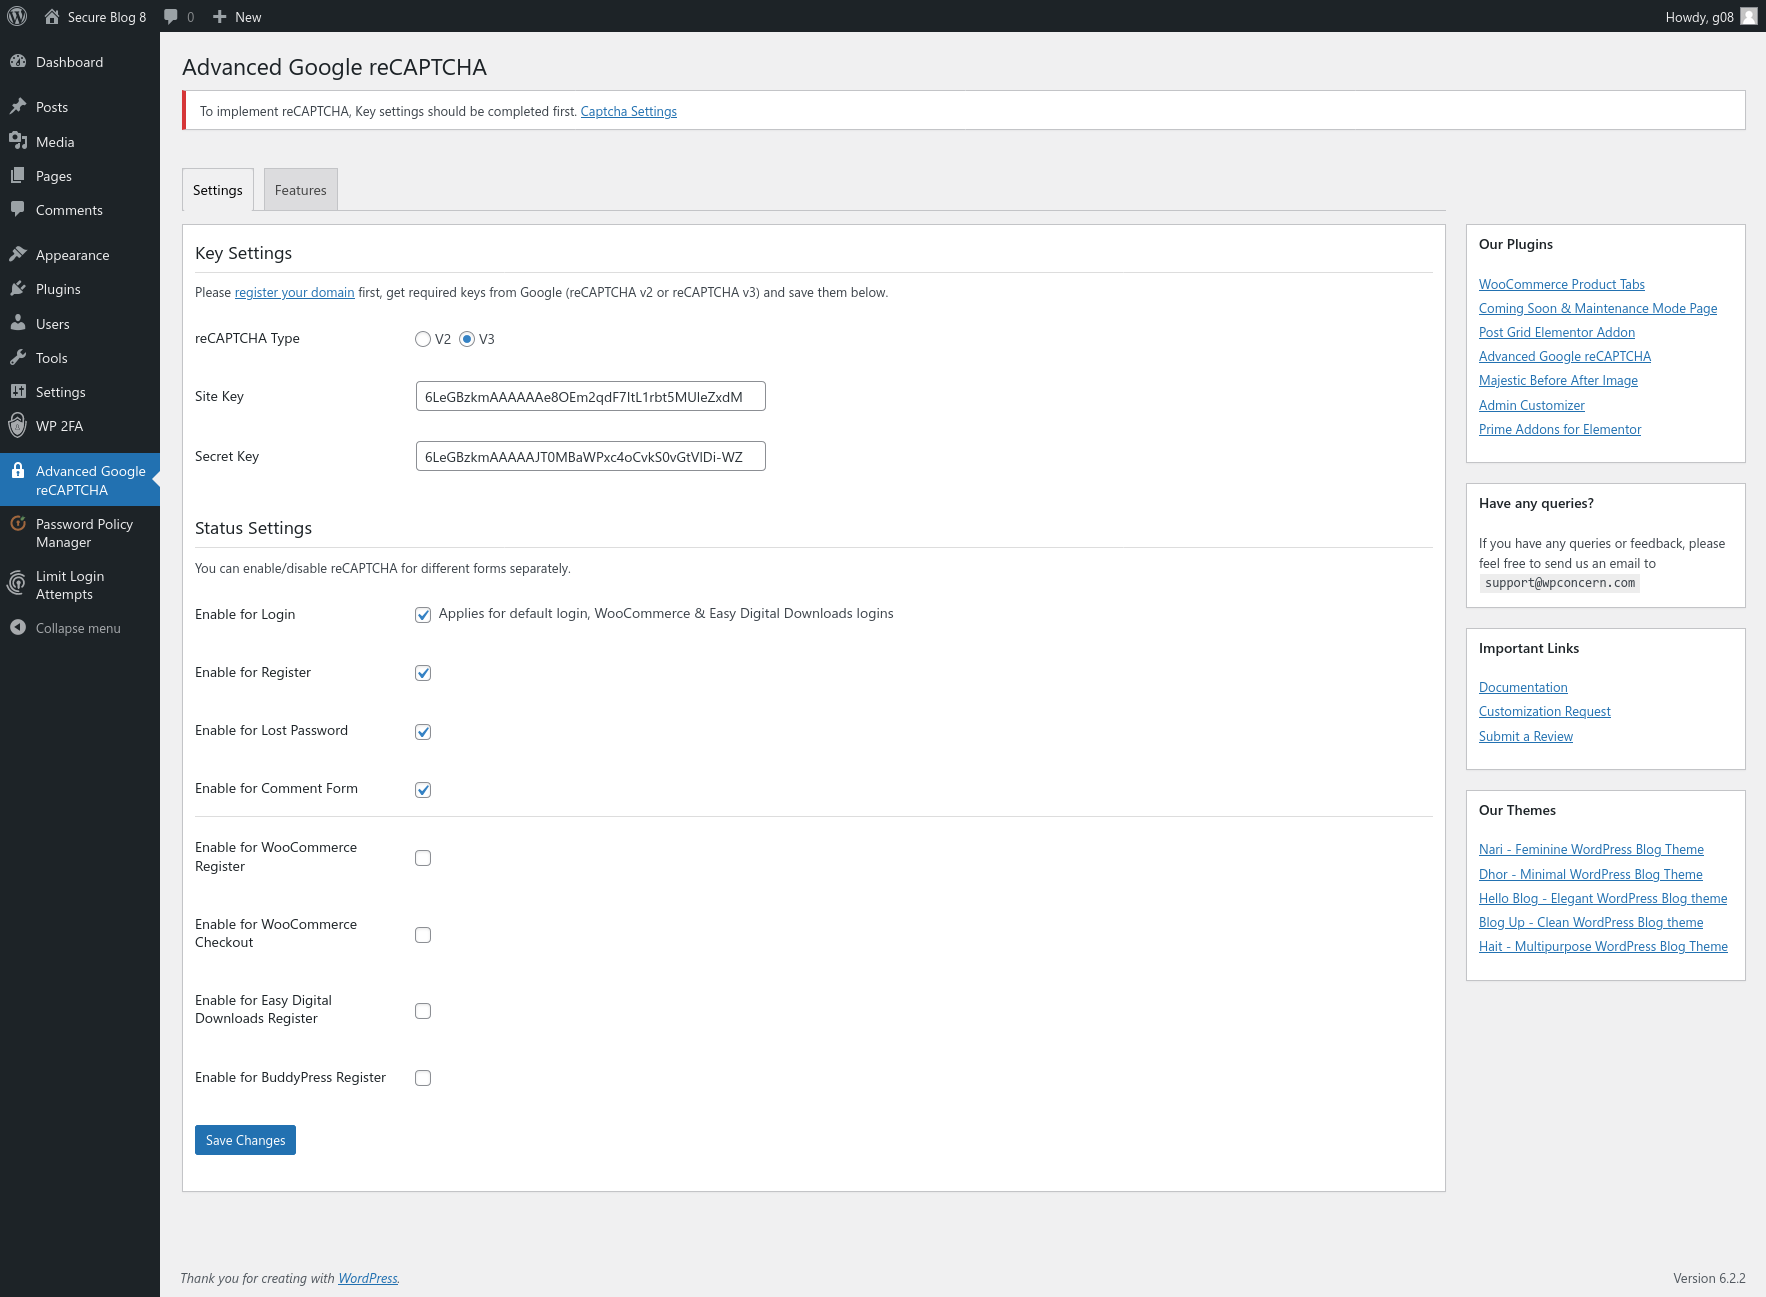 Secure Blog 8
0
New
Howdy, g08
Dashboard
Posts
Media
Pages
Comments
Appearance
Plugins
Users
Tools
Settings
WP 2FA
Advanced Google
reCAPTCHA
Password Policy
Manager
Limit Login
Attempts
Collapse menu
Advanced Google reCAPTCHA
To implement reCAPTCHA, Key settings should be completed first. Captcha Settings
Settings
Features
Key Settings
Please register your domain first, get required keys from Google (reCAPTCHA v2 or reCAPTCHA v3) and save them below.
reCAPTCHA Type
V2 V3
Site Key
6LeGBzkmAAAAAAe8OEm2qdF7ItL1rbt5MUleZxdM
Secret Key
6LeGBzkmAAAAAJT0MBaWPxc4oCvkS0vGtVIDi-WZ
Status Settings
You can enable/disable reCAPTCHA for different forms separately.
Enable for Login
Applies for default login, WooCommerce & Easy Digital Downloads logins
Enable for Register
Enable for Lost Password
Enable for Comment Form
Enable for WooCommerce
Register
Enable for WooCommerce
Checkout
Enable for Easy Digital
Downloads Register
Enable for BuddyPress Register
Save Changes
Our Plugins
WooCommerce Product Tabs
Coming Soon & Maintenance Mode Page
Post Grid Elementor Addon
Advanced Google reCAPTCHA
Majestic Before After Image
Admin Customizer
Prime Addons for Elementor
Have any queries?
If you have any queries or feedback, please
feel free to send us an email to
support@wpconcern.com
Important Links
Documentation
Customization Request
Submit a Review
Our Themes
Nari - Feminine WordPress Blog Theme
Dhor - Minimal WordPress Blog Theme
Hello Blog - Elegant WordPress Blog theme
Blog Up - Clean WordPress Blog theme
Hait - Multipurpose WordPress Blog Theme
Thank you for creating with WordPress.
Version 6.2.2